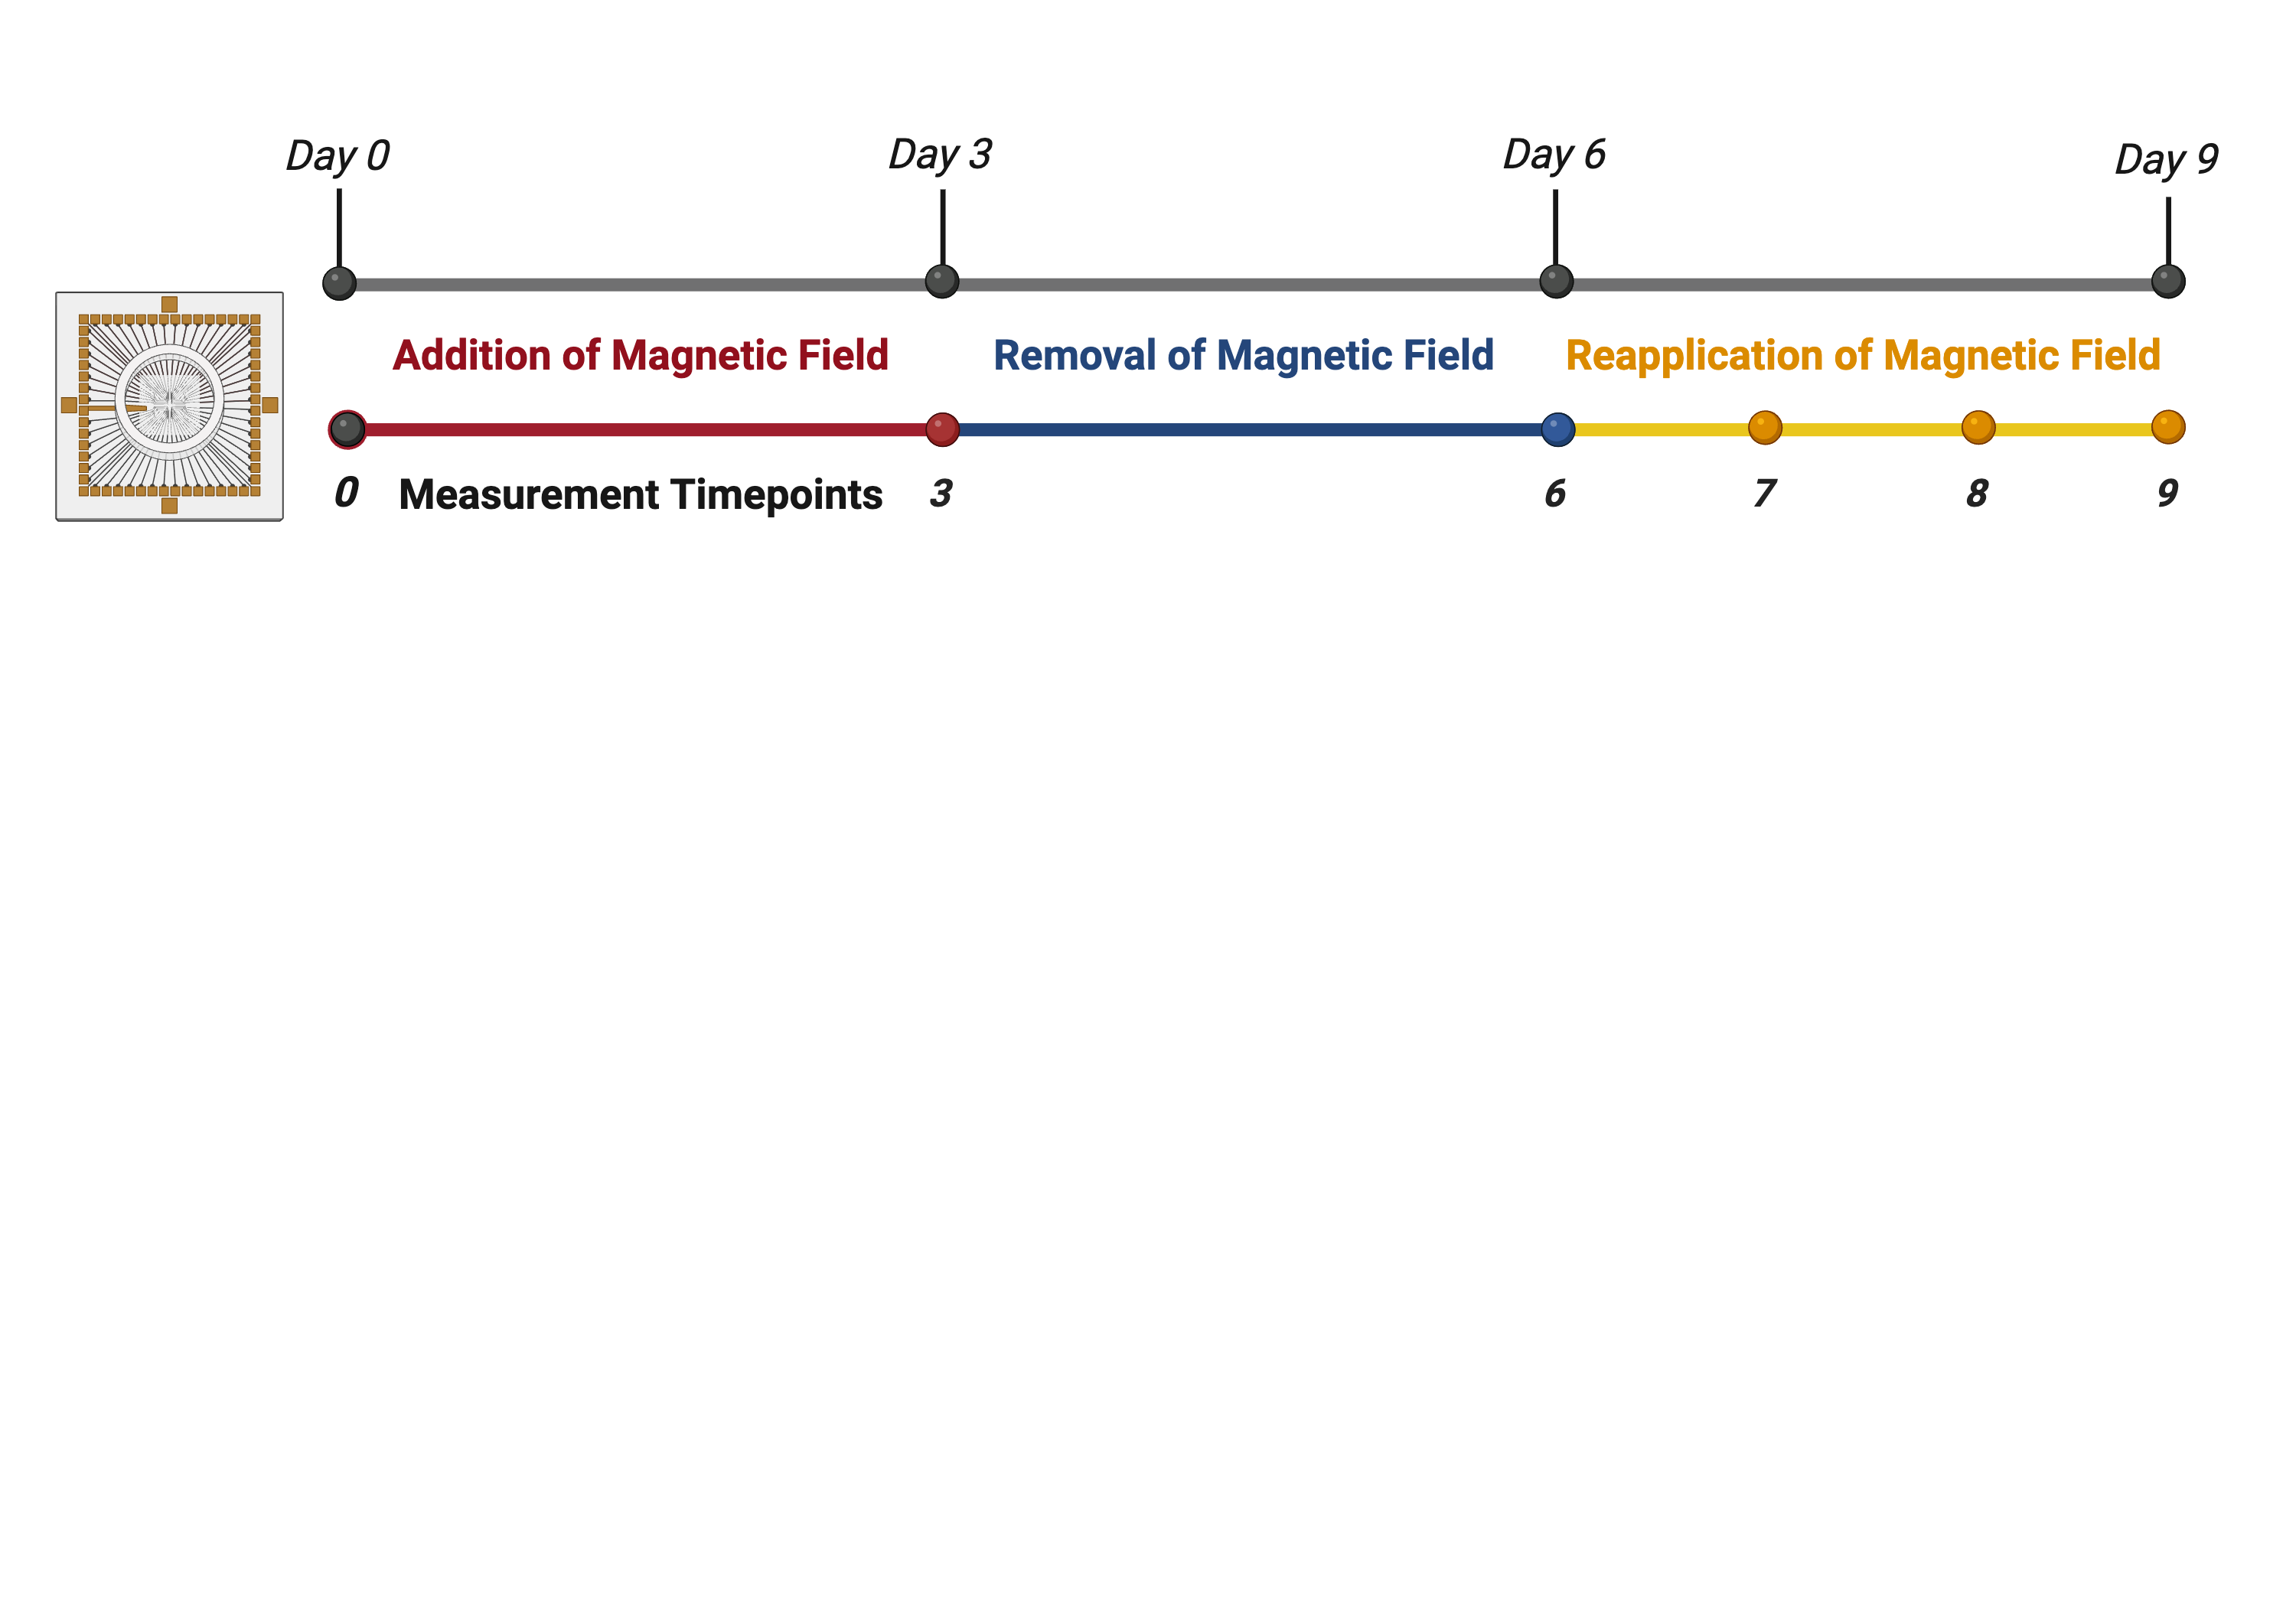 Day 0 Day 3 Day 6 Day 9
Addition of Magnetic Field Removal of Magnetic Field Reapplication of Magnetic Field
0 Measurement Timepoints 3 6 7 8 9